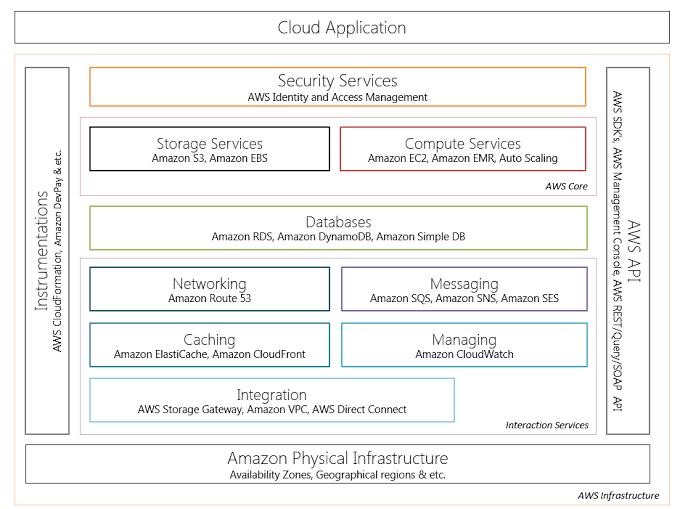 Cloud Application
Security Services
AWS Identity and Access Management
Storage Services
Amazon S3, Amazon EBS
Compute Services
Amazon EC2, Amazon EMR, Auto Scaling
AWS Core
Databases
Amazon RDS, Amazon DynamoDB, Amazon Simple DB
Networking
Amazon Route 53
Messaging
Amazon SQS, Amazon SNS, Amazon SES
Caching
Amazon ElastiCache, Amazon CloudFront
Managing
Amazon CloudWatch
Integration
AWS Storage Gateway, Amazon VPC, AWS Direct Connect
Interaction Services
Instrumentations
AWS CloudFormation, Amazon DevPay & etc.
AWS API
AWS SDK's, AWS Management Console, AWS REST/Query/SOAP API
Amazon Physical Infrastructure
Availability Zones, Geographical regions & etc.
AWS Infrastructure